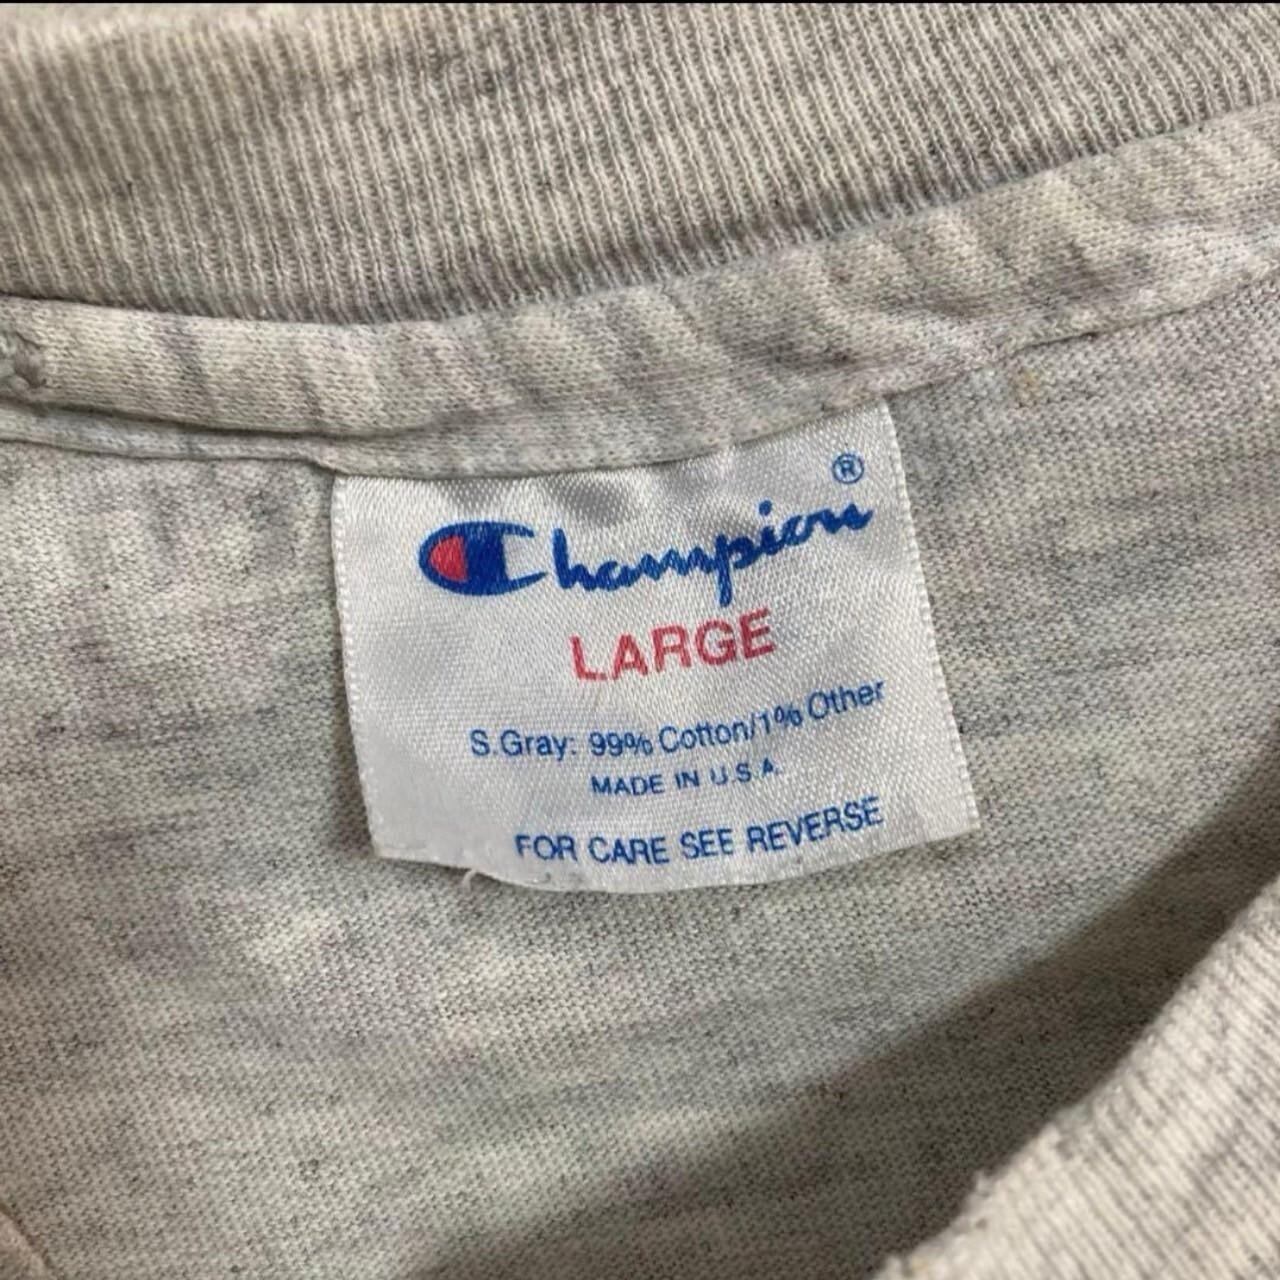 ®
Champion
LARGE
S.Gray: 99% Cotton/1% Other
MADE IN U.S.A.
FOR CARE SEE REVERSE